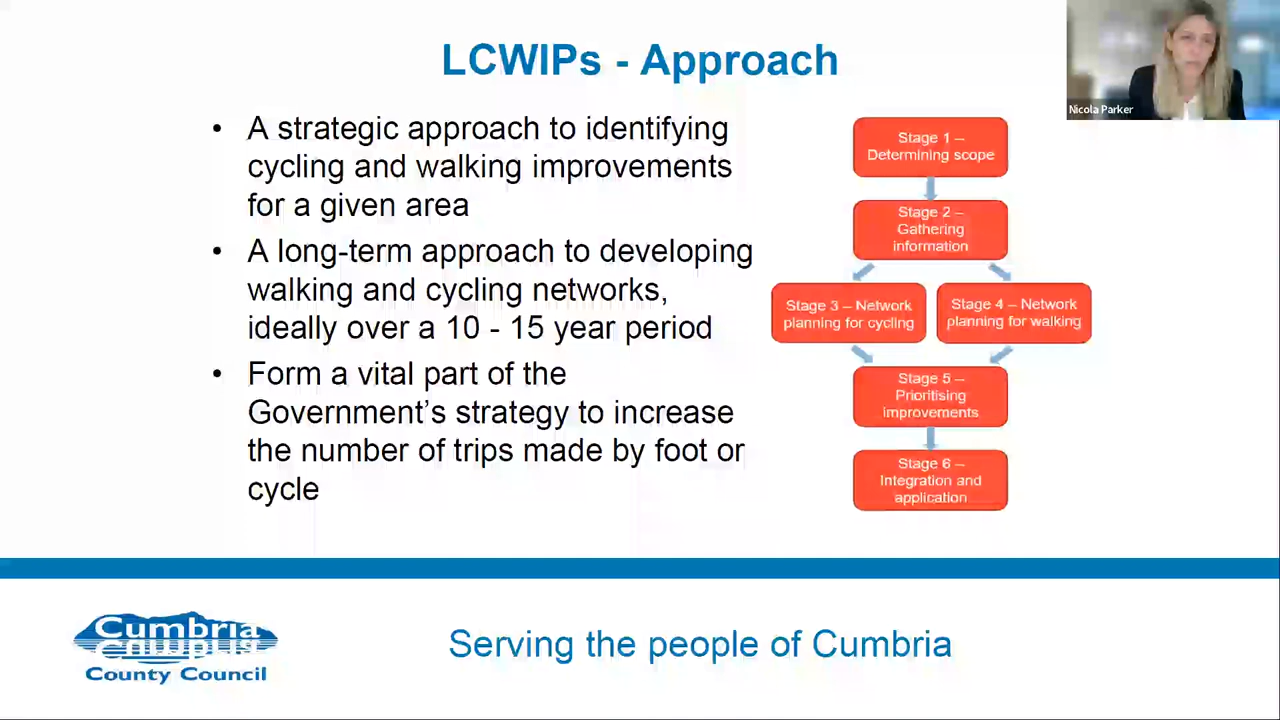 LCWIPs - Approach
Nicola Parker
• A strategic approach to identifying
cycling and walking improvements
for a given area
• A long-term approach to developing
walking and cycling networks,
ideally over a 10 - 15 year period
• Form a vital part of the
Government's strategy to increase
the number of trips made by foot or
cycle
Stage 1 –
Determining scope
Stage 2 –
Gathering
information
Stage 3 – Network
planning for cycling
Stage 4 – Network
planning for walking
Stage 5 –
Prioritising
improvements
Stage 6 –
Integration and
application
Cumbria
County Council
Serving the people of Cumbria